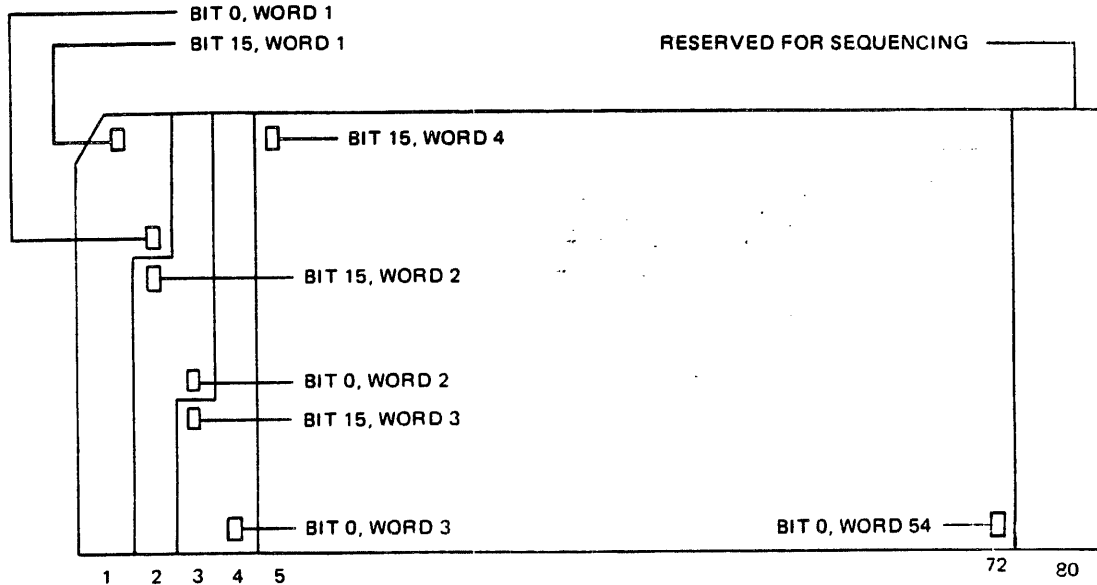 BIT 0, WORD 1
BIT 15, WORD 1
RESERVED FOR SEQUENCING
BIT 15, WORD 4
BIT 15, WORD 2
BIT 0, WORD 2
BIT 15, WORD 3
BIT 0, WORD 3
BIT 0, WORD 54
1 2 3 4 5 72 80